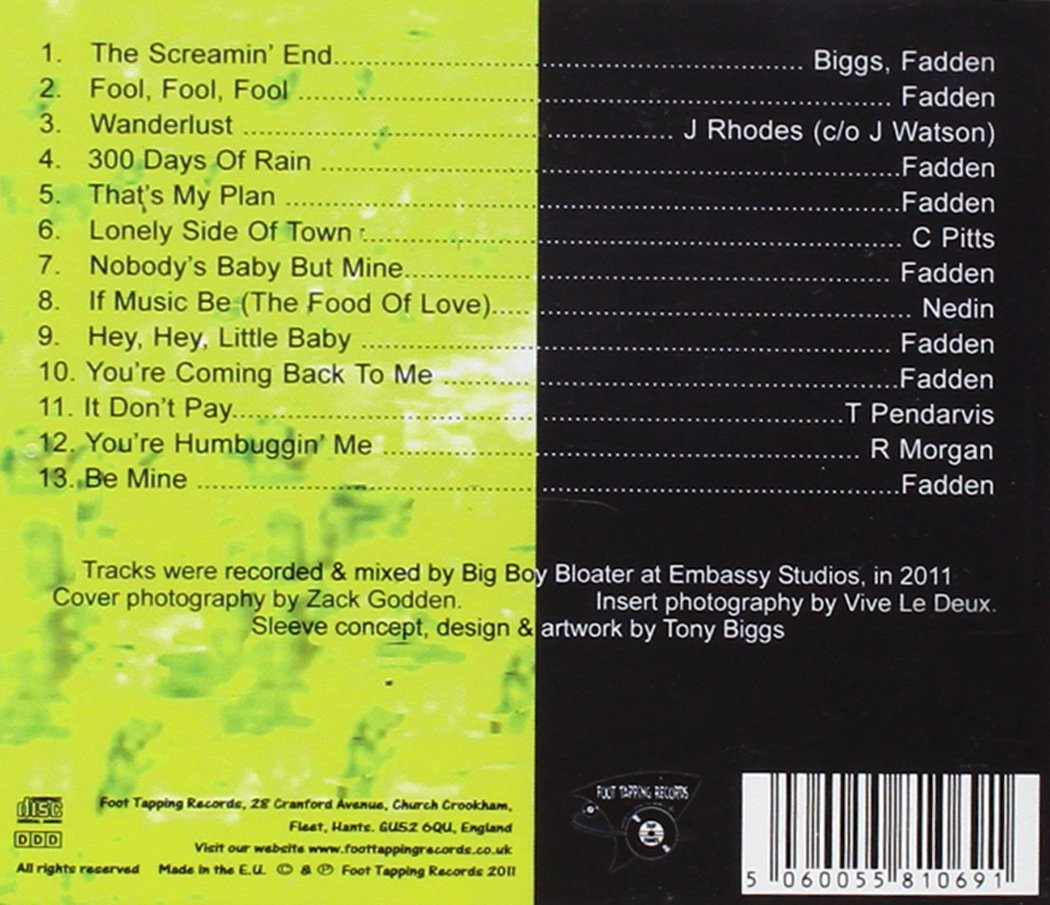 1. The Screamin' End........................................................ Biggs, Fadden
2. Fool, Fool, Fool ........................................................................ Fadden
3. Wanderlust .................................................... J Rhodes (c/o J Watson)
4. 300 Days Of Rain ......................................................................Fadden
5. That's My Plan ..........................................................................Fadden
6. Lonely Side Of Town ................................................................. C Pitts
7. Nobody's Baby But Mine........................................................... Fadden
8. If Music Be (The Food Of Love).................................................. Nedin
9. Hey, Hey, Little Baby ................................................................ Fadden
10. You're Coming Back To Me .......................................................Fadden
11. It Don't Pay..........................................................................T Pendarvis
12. You're Humbuggin' Me ......................................................... R Morgan
13. Be Mine .....................................................................................Fadden
Tracks were recorded & mixed by Big Boy Bloater at Embassy Studios, in 2011
Cover photography by Zack Godden. Insert photography by Vive Le Deux.
Sleeve concept, design & artwork by Tony Biggs
COMPACT disc DIGITAL AUDIO
DDD
Foot Tapping Records, 28 Cranford Avenue, Church Crookham,
Fleet, Hants. GU52 6QU, England
Visit our website www.foottappingrecords.co.uk
All rights reserved Made in the E.U. © & ℗ Foot Tapping Records 2011
FOOT TAPPING RECORDS
5 060055 810691